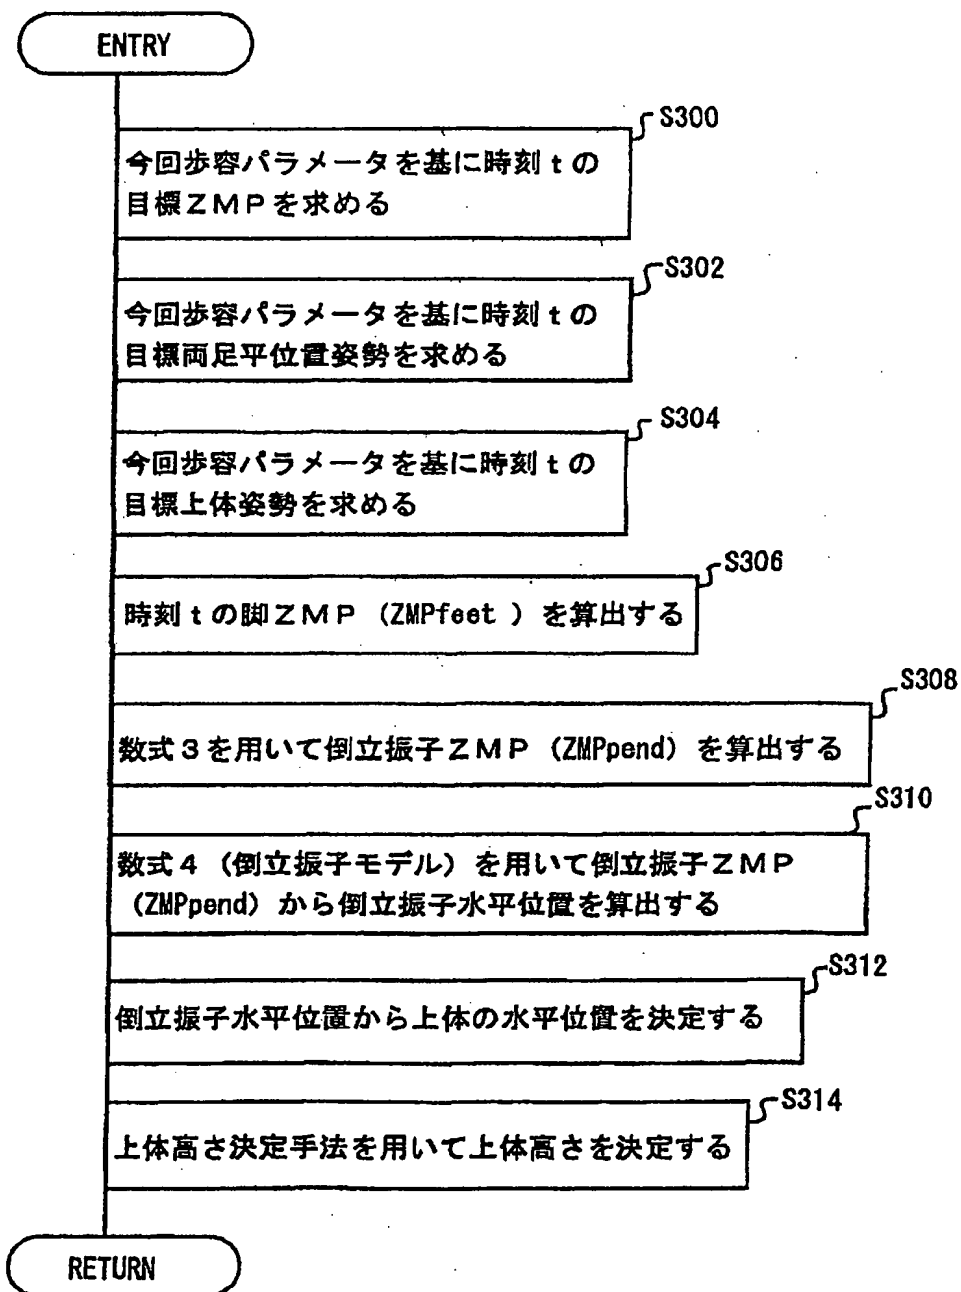 ENTRY
S300
今回歩容パラメータを基に時刻ｔの
目標ＺＭＰを求める
S302
今回歩容パラメータを基に時刻ｔの
目標両足平位置姿勢を求める
S304
今回歩容パラメータを基に時刻ｔの
目標上体姿勢を求める
S306
時刻ｔの脚ＺＭＰ（ZMPfeet ）を算出する
S308
数式３を用いて倒立振子ＺＭＰ（ZMPpend）を算出する
S310
数式４（倒立振子モデル）を用いて倒立振子ＺＭＰ
（ZMPpend）から倒立振子水平位置を算出する
S312
倒立振子水平位置から上体の水平位置を決定する
S314
上体高さ決定手法を用いて上体高さを決定する
RETURN